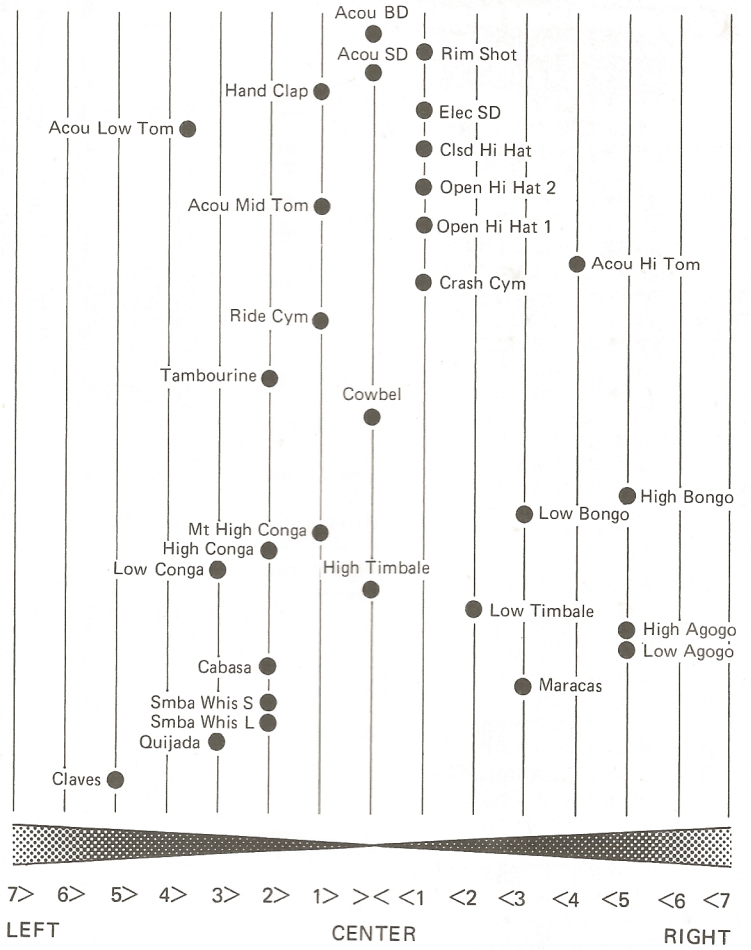 Acou BD
Acou SD
Rim Shot
Hand Clap
Elec SD
Acou Low Tom
Clsd Hi Hat
Open Hi Hat 2
Acou Mid Tom
Open Hi Hat 1
Acou Hi Tom
Crash Cym
Ride Cym
Tambourine
Cowbel
High Bongo
Low Bongo
Mt High Conga
High Conga
Low Conga
High Timbale
Low Timbale
High Agogo
Low Agogo
Cabasa
Maracas
Smba Whis S
Smba Whis L
Quijada
Claves
7> 6> 5> 4> 3> 2> 1> >< <1 <2 <3 <4 <5 <6 <7
LEFT CENTER RIGHT